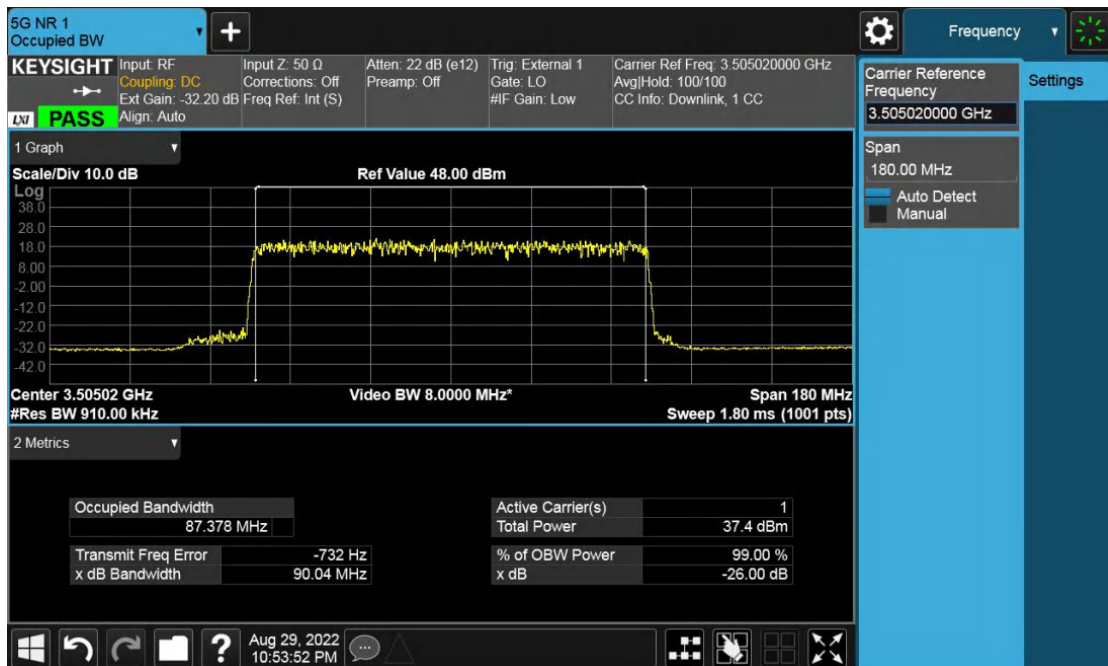 5G NR 1
Occupied BW
Frequency
KEYSIGHT
LXI
PASS
Input: RF
Coupling: DC
Ext Gain: -32.20 dB
Align: Auto
Input Z: 50 Ω
Corrections: Off
Freq Ref: Int (S)
Atten: 22 dB (e12)
Preamp: Off
Trig: External 1
Gate: LO
#IF Gain: Low
Carrier Ref Freq: 3.505020000 GHz
Avg|Hold: 100/100
CC Info: Downlink, 1 CC
Carrier Reference
Frequency
3.505020000 GHz
Span
180.00 MHz
Auto Detect
Manual
Settings
1 Graph
Scale/Div 10.0 dB
Ref Value 48.00 dBm
Log
38.0
28.0
18.0
8.00
-2.00
-12.0
-22.0
-32.0
-42.0
Center 3.50502 GHz
Video BW 8.0000 MHz*
Span 180 MHz
#Res BW 910.00 kHz
Sweep 1.80 ms (1001 pts)
2 Metrics
Occupied Bandwidth
87.378 MHz
Transmit Freq Error -732 Hz
x dB Bandwidth 90.04 MHz
Active Carrier(s) 1
Total Power 37.4 dBm
% of OBW Power 99.00 %
x dB -26.00 dB
?
Aug 29, 2022
10:53:52 PM